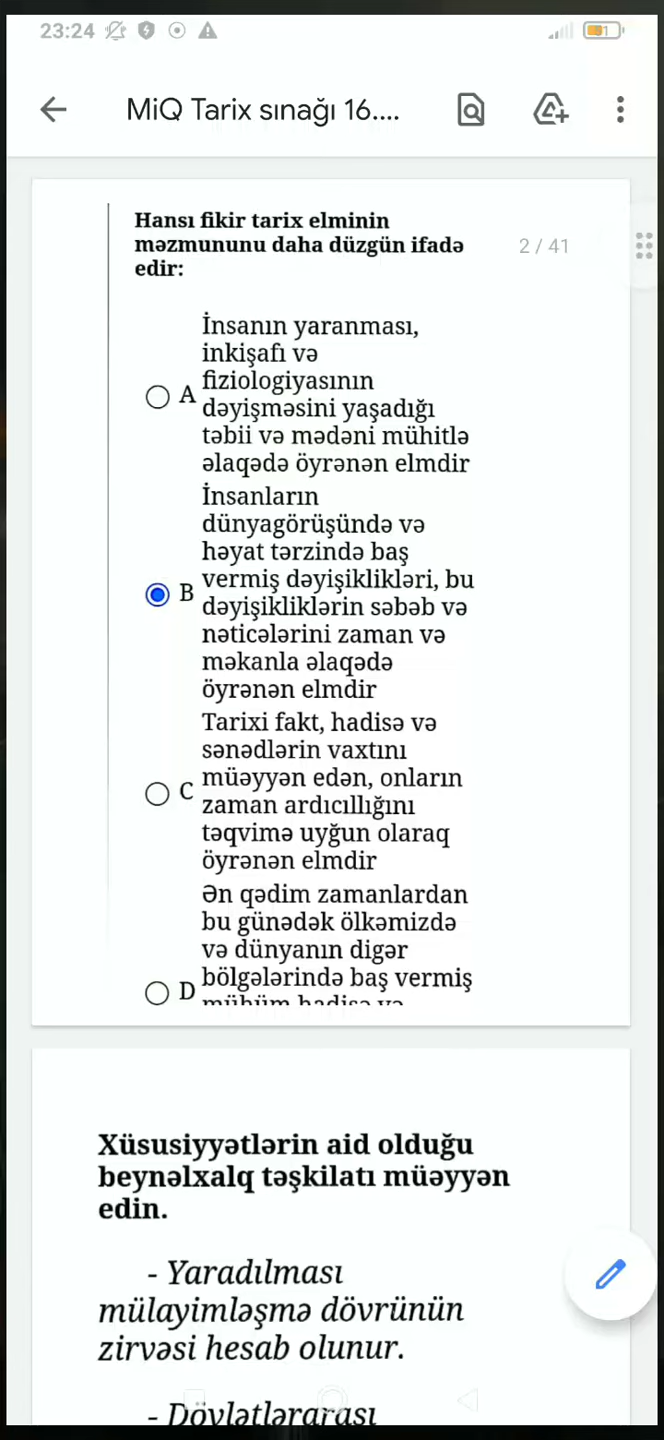 23:24
91
MiQ Tarix sınağı 16....
Hansı fikir tarix elminin
məzmununu daha düzgün ifadə
edir:
2 / 41
İnsanın yaranması,
inkişafı və
fiziologiyasının
A
dəyişməsini yaşadığı
təbii və mədəni mühitlə
əlaqədə öyrənən elmdir
İnsanların
dünyagörüşündə və
həyat tərzində baş
B
vermiş dəyişiklikləri, bu
dəyişikliklərin səbəb və
nəticələrini zaman və
məkanla əlaqədə
öyrənən elmdir
Tarixi fakt, hadisə və
sənədlərin vaxtını
C
müəyyən edən, onların
zaman ardıcıllığını
təqvimə uyğun olaraq
öyrənən elmdir
Ən qədim zamanlardan
bu günədək ölkəmizdə
və dünyanın digər
D
bölgələrində baş vermiş
mühüm hadisə və
Xüsusiyyətlərin aid olduğu
beynəlxalq təşkilatı müəyyən
edin.
- Yaradılması
mülayimləşmə dövrünün
zirvəsi hesab olunur.
- Dövlətlərarası